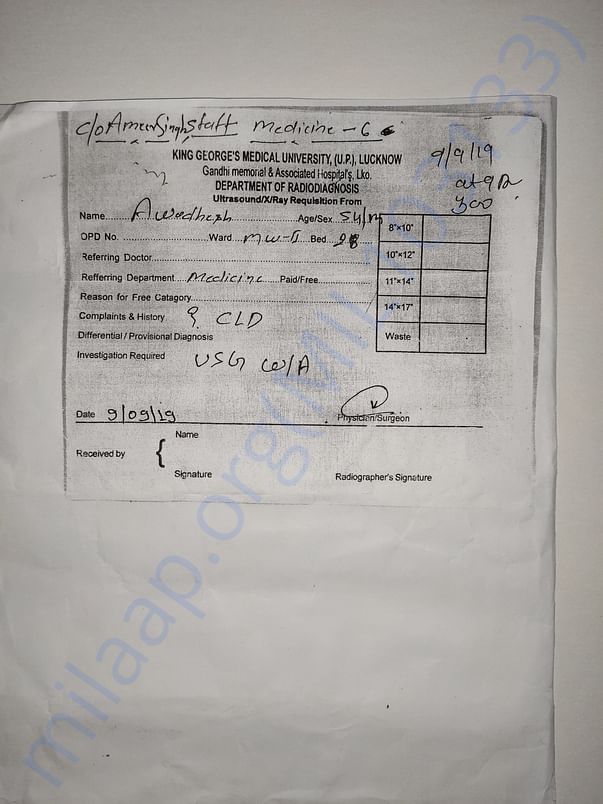 c/o Ameer Singh Staff Medicine - 6
9/9/19
at 9
300
KING GEORGE'S MEDICAL UNIVERSITY, (U.P.), LUCKNOW
Gandhi memorial & Associated Hospital's, Lko.
DEPARTMENT OF RADIODIAGNOSIS
Ultrasound/X/Ray Requisition From
Name....... Awadhesh ...............Age/Sex.. 54/m
OPD No. ....................Ward.... MW-II Bed.. 28 ....
Referring Doctor....................
Refferring Department... Medicine .....Paid/Free..............
Reason for Free Catagory....................
Complaints & History ? CLD
Differential / Provisional Diagnosis
Investigation Required USG W/A
8"×10"
10"×12"
11"×14"
14"×17"
Waste
Date 9/09/19
Physician/Surgeon
Name
Received by {
Signature
Radiographer's Signature
milaap.org(MIL